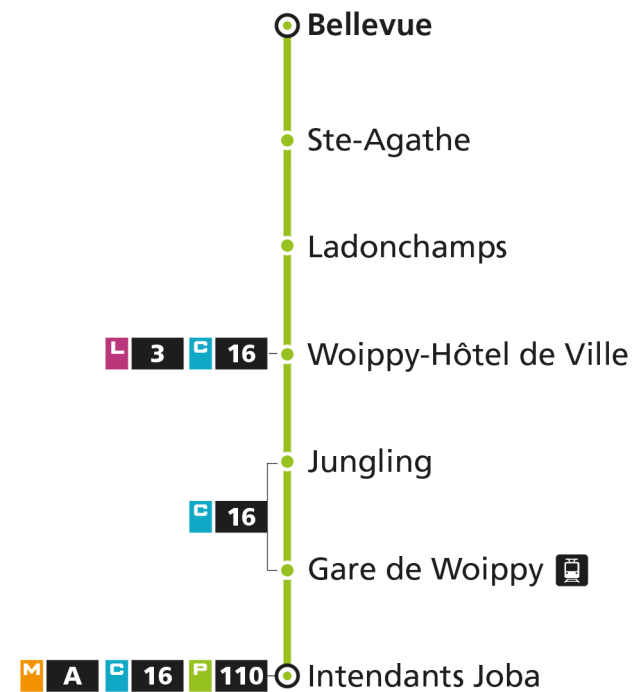 Bellevue
Ste-Agathe
Ladonchamps
L 3 C 16 Woippy-Hôtel de Ville
Jungling
C 16
Gare de Woippy
M A C 16 P 110 Intendants Joba